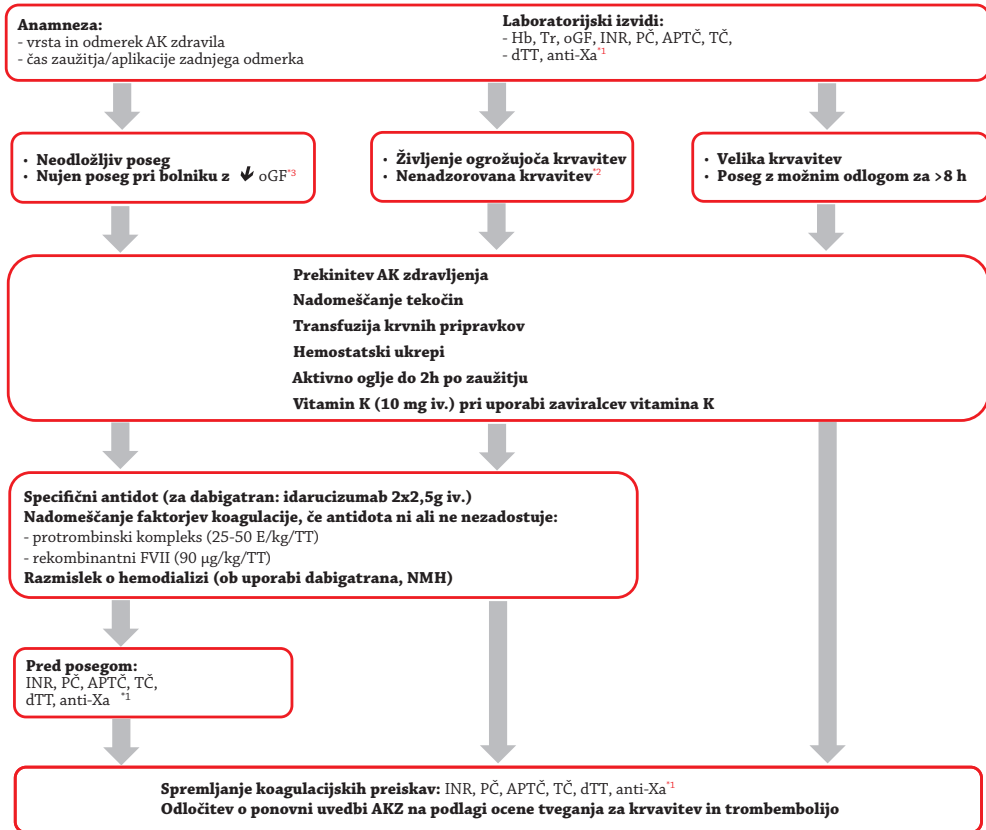 Anamneza:
- vrsta in odmerek AK zdravila
- čas zaužitja/aplikacije zadnjega odmerka
Laboratorijski izvidi:
- Hb, Tr, oGF, INR, PČ, APTČ, TČ,
- dTT, anti-Xa*1
· Neodložljiv poseg
· Nujen poseg pri bolniku z oGF*3
· Življenje ogrožujoča krvavitev
· Nenadzorovana krvavitev*2
· Velika krvavitev
· Poseg z možnim odlogom za >8 h
Prekinitev AK zdravljenja
Nadomeščanje tekočin
Transfuzija krvnih pripravkov
Hemostatski ukrepi
Aktivno oglje do 2h po zaužitju
Vitamin K (10 mg iv.) pri uporabi zaviralcev vitamina K
Specifični antidot (za dabigatran: idarucizumab 2x2,5g iv.)
Nadomeščanje faktorjev koagulacije, če antidota ni ali ne nezadostuje:
- protrombinski kompleks (25-50 E/kg/TT)
- rekombinantni FVII (90 µg/kg/TT)
Razmislek o hemodializi (ob uporabi dabigatrana, NMH)
Pred posegom:
INR, PČ, APTČ, TČ,
dTT, anti-Xa *1
Spremljanje koagulacijskih preiskav: INR, PČ, APTČ, TČ, dTT, anti-Xa*1
Odločitev o ponovni uvedbi AKZ na podlagi ocene tveganja za krvavitev in trombembolijo